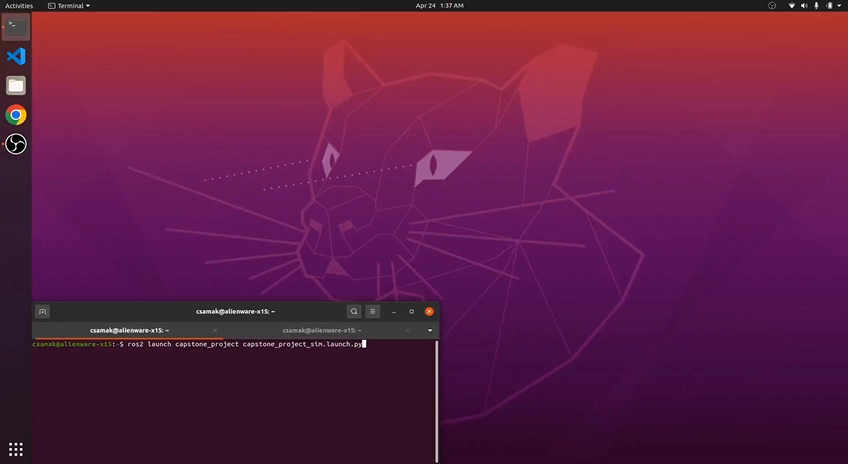 Activities
Terminal
Apr 24 1:37 AM
csamak@alienware-x15: ~
csamak@alienware-x15: ~
csamak@alienware-x15: ~
csamak@alienware-x15:~$ ros2 launch capstone_project capstone_project_sim.launch.py